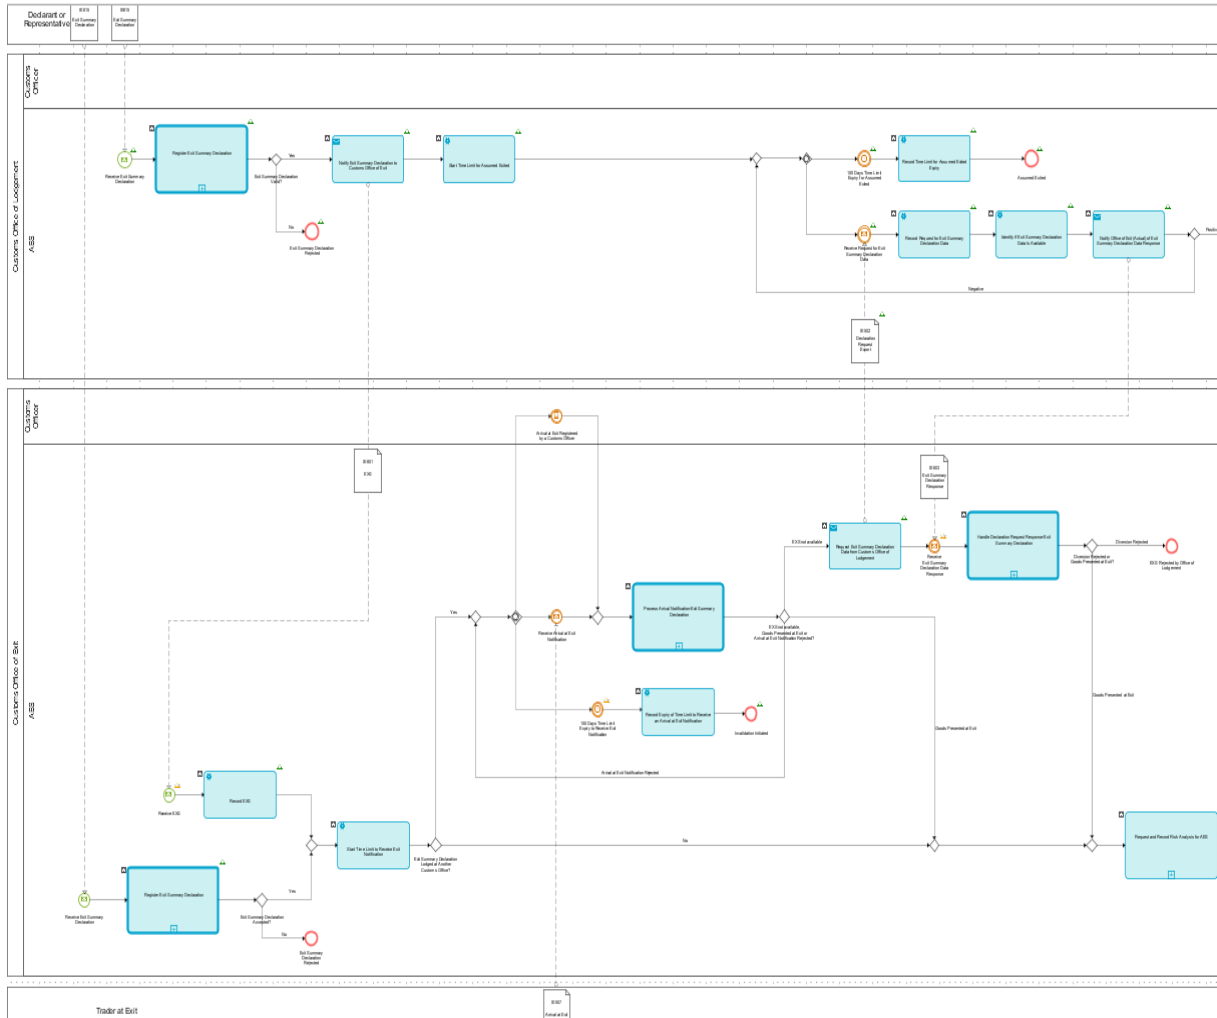 Declarant or
Representative
Exit Summary
Declaration
Exit Summary
Declaration
Customs Office of Lodgement
Customs
Officer
AES
Receive Exit Summary
Declaration
Register Exit Summary Declaration
Exit Summary Declaration
Valid?
Yes
No
Exit Summary Declaration
Rejected
Notify Exit Summary Declaration to
Customs Office of Exit
Start Time Limit for Assumed Exited
Expiry for Assumed
Exited
Record Time Limit for Assumed Exited
Expiry
Assumed Exited
Receive Request for Exit
Summary Declaration
Data
Record Request for Exit Summary
Declaration Data
Identify if Exit Summary Declaration
Data is Available
Notify Office of Exit (Actual) of Exit
Summary Declaration Data Response
Negative
Declaration
Request
Export
Customs Office of Exit
Customs
Officer
AES
Arrival at Exit Registered
by a Customs Officer
EXS
Exit Summary
Declaration
Response
EXS not available
Request Exit Summary Declaration
Data from Customs Office of
Lodgement
Receive
Exit Summary
Declaration Data
Response
Handle Declaration Request Response Exit
Summary Declaration
Diversion Rejected or
Goods Presented at Exit?
Diversion Rejected
EXS Rejected by Office of
Lodgement
Yes
Receive Arrival at Exit
Notification
Process Arrival Notification Exit Summary
Declaration
EXS not available
Goods Presented at Exit or
Arrival at Exit Notification Rejected?
Expiry to Receive Exit
Notification
Record Expiry of Time Limit to Receive
an Arrival at Exit Notification
Invalidation Initiated
Goods Presented at Exit
Goods Presented at Exit
Arrival at Exit Notification Rejected
Receive EXS
Record EXS
Start Time Limit to Receive Exit
Notification
Exit Summary Declaration
Lodged at Another
Customs Office?
No
Request and Record Risk Analysis for AES
Receive Exit Summary
Declaration
Register Exit Summary Declaration
Exit Summary Declaration
Accepted?
Yes
No
Exit Summary
Declaration
Rejected
Trader at Exit
Arrival at Exit